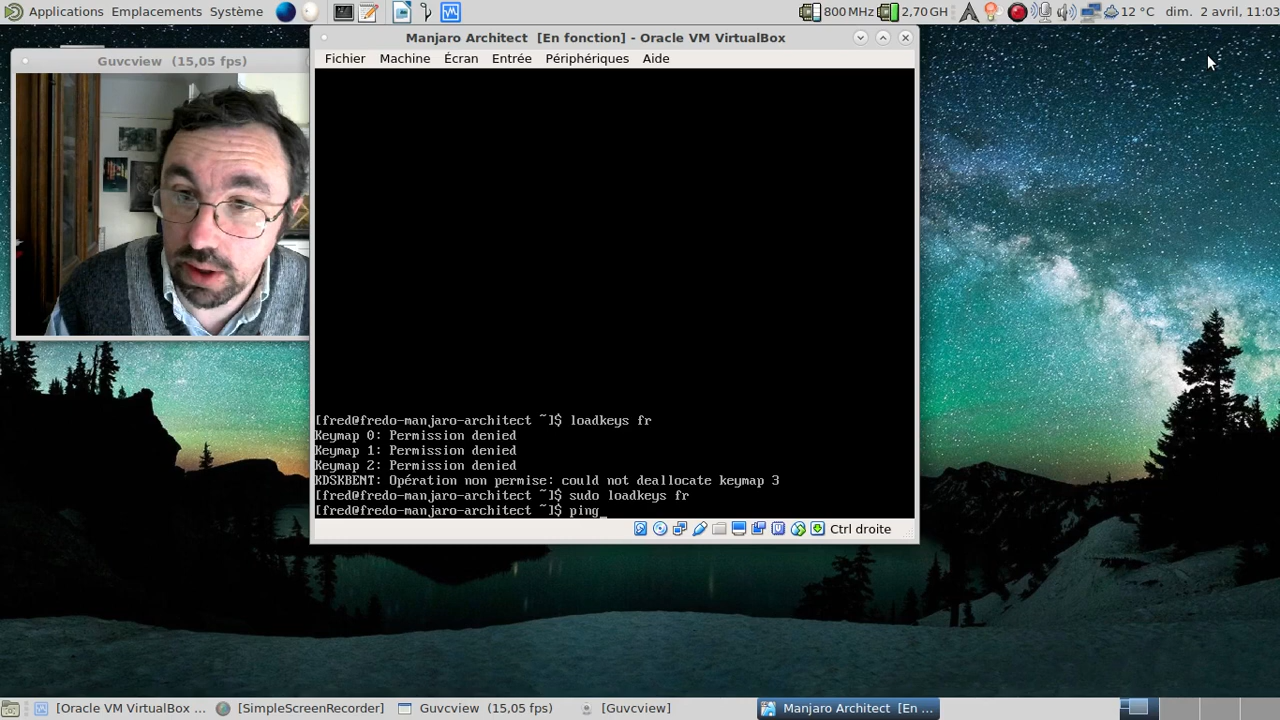 Applications Emplacements Système 800 MHz 2,70GH 12 °C dim. 2 avril, 11:03
Guvcview (15,05 fps)
Manjaro Architect [En fonction] - Oracle VM VirtualBox
Fichier Machine Écran Entrée Périphériques Aide
[fred@fredo-manjaro-architect ~]$ loadkeys fr
Keymap 0: Permission denied
Keymap 1: Permission denied
Keymap 2: Permission denied
KDSKBENT: Opération non permise: could not deallocate keymap 3
[fred@fredo-manjaro-architect ~]$ sudo loadkeys fr
[fred@fredo-manjaro-architect ~]$ ping_
Ctrl droite
[Oracle VM VirtualBox ... [SimpleScreenRecorder] Guvcview (15,05 fps) [Guvcview] Manjaro Architect [En ...